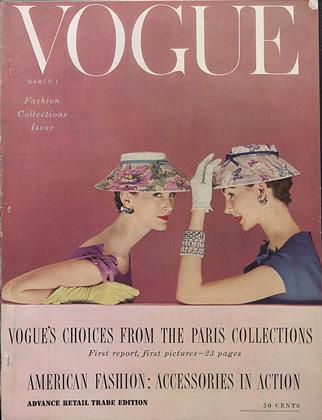 VOGUE
MARCH 1
Fashion
Collections
Issue
VOGUE'S CHOICES FROM THE PARIS COLLECTIONS
First report, first pictures—23 pages
AMERICAN FASHION: ACCESSORIES IN ACTION
ADVANCE RETAIL TRADE EDITION
50 CENTS